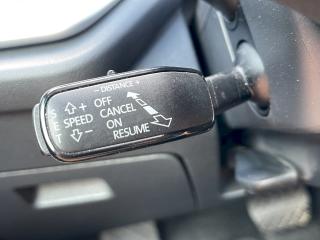 − DISTANCE +
OFF
+
SPEED
CANCEL
ON
−
RESUME